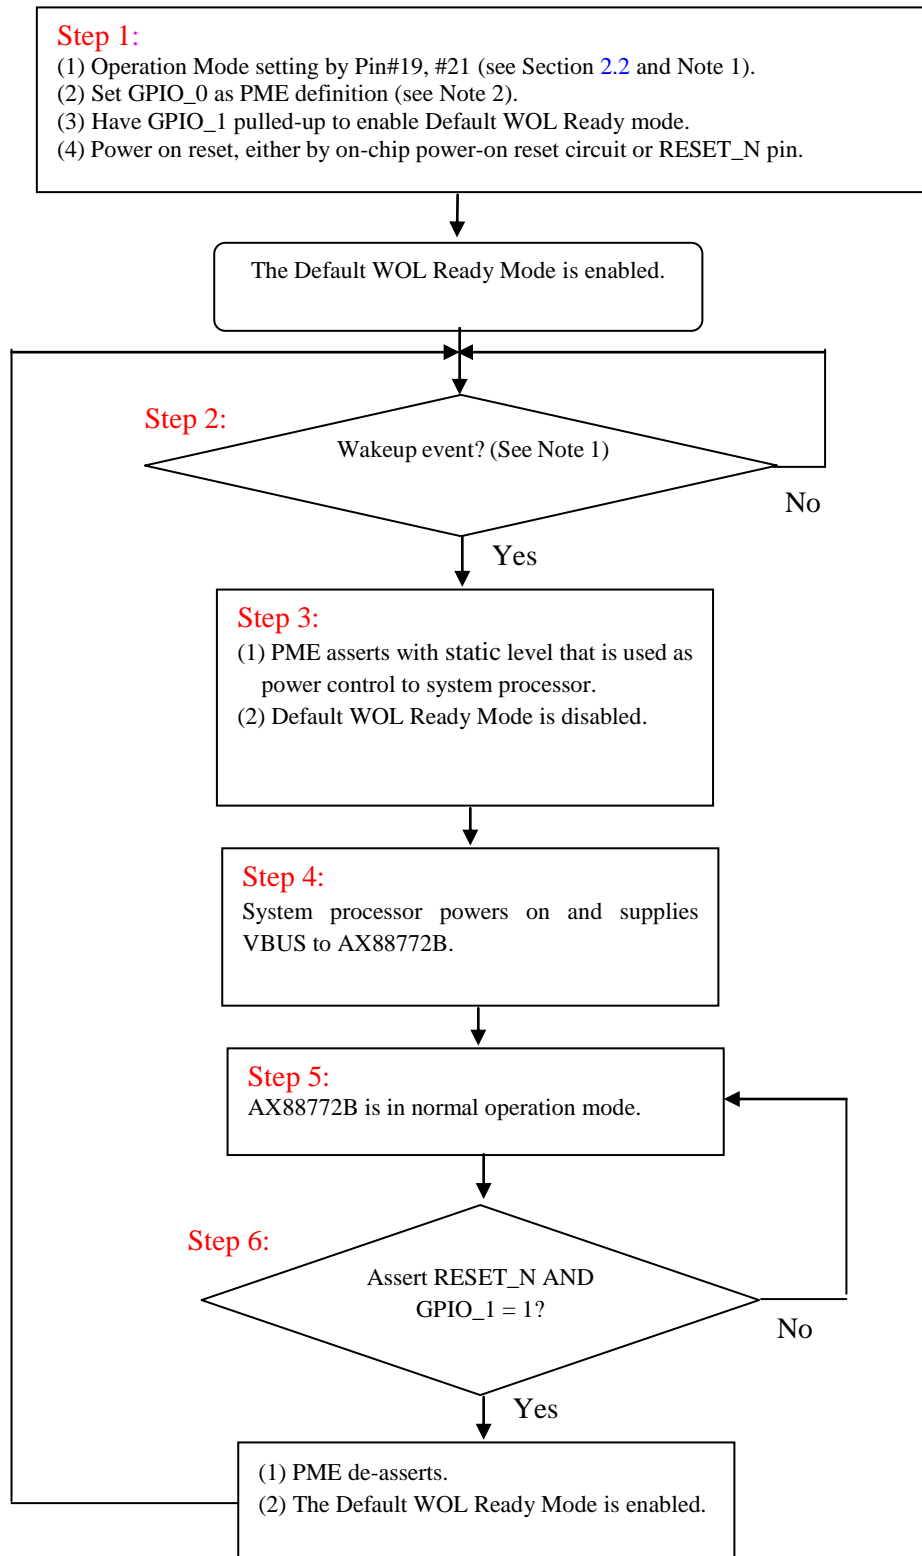 Step 1:
(1) Operation Mode setting by Pin#19, #21 (see Section 2.2 and Note 1).
(2) Set GPIO_0 as PME definition (see Note 2).
(3) Have GPIO_1 pulled-up to enable Default WOL Ready mode.
(4) Power on reset, either by on-chip power-on reset circuit or RESET_N pin.
The Default WOL Ready Mode is enabled.
Step 2:
Wakeup event? (See Note 1)
No
Yes
Step 3:
(1) PME asserts with static level that is used as
power control to system processor.
(2) Default WOL Ready Mode is disabled.
Step 4:
System processor powers on and supplies
VBUS to AX88772B.
Step 5:
AX88772B is in normal operation mode.
Step 6:
Assert RESET_N AND
GPIO_1 = 1?
No
Yes
(1) PME de-asserts.
(2) The Default WOL Ready Mode is enabled.